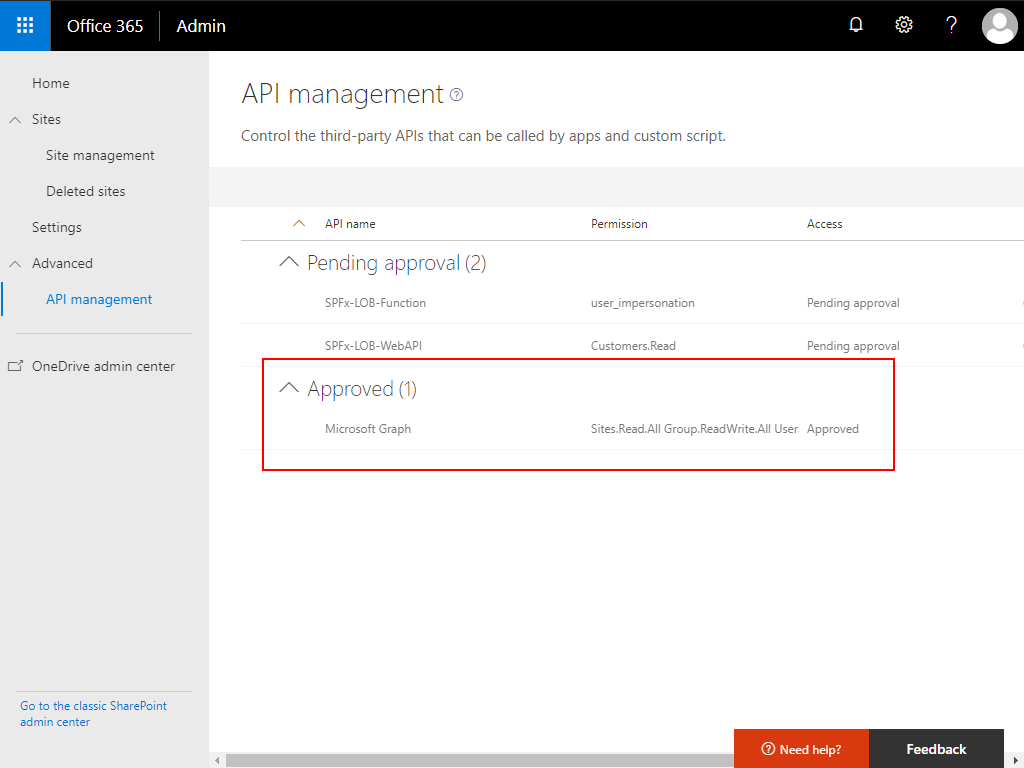 Office 365 Admin
Home
Sites
Site management
Deleted sites
Settings
Advanced
API management
OneDrive admin center
Go to the classic SharePoint
admin center
API management
Control the third-party APIs that can be called by apps and custom script.
API name Permission Access
Pending approval (2)
SPFx-LOB-Function user_impersonation Pending approval
SPFx-LOB-WebAPI Customers.Read Pending approval
Approved (1)
Microsoft Graph Sites.Read.All Group.ReadWrite.All User. Approved
Need help? Feedback